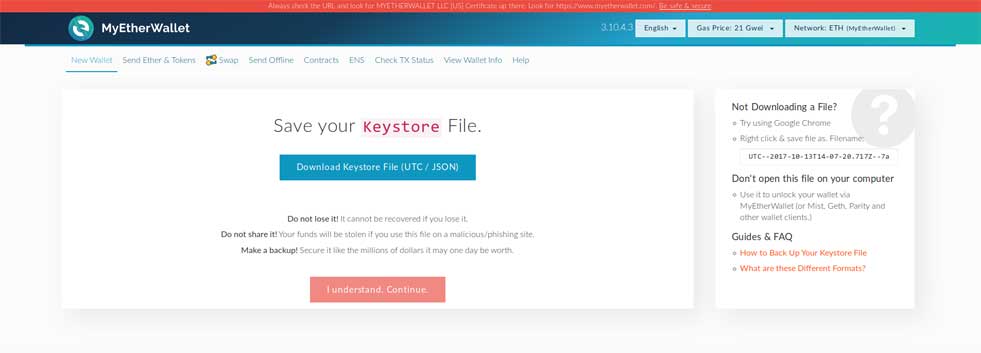 Always check the URL and look for MYETHERWALLET LLC [US] Certificate up there. Look for https://www.myetherwallet.com/. Be safe & secure.
MyEtherWallet
3.10.4.3 English Gas Price: 21 Gwei Network: ETH (MyEtherWallet)
New Wallet Send Ether & Tokens Swap Send Offline Contracts ENS Check TX Status View Wallet Info Help
Save your Keystore File.
Download Keystore File (UTC / JSON)
Do not lose it! It cannot be recovered if you lose it.
Do not share it! Your funds will be stolen if you use this file on a malicious/phishing site.
Make a backup! Secure it like the millions of dollars it may one day be worth.
I understand. Continue.
?
Not Downloading a File?
Try using Google Chrome
Right click & save file as. Filename:
UTC--2017-10-13T14-07-20.717Z--7a
Don't open this file on your computer
Use it to unlock your wallet via
MyEtherWallet (or Mist, Geth, Parity and
other wallet clients.)
Guides & FAQ
How to Back Up Your Keystore File
What are these Different Formats?